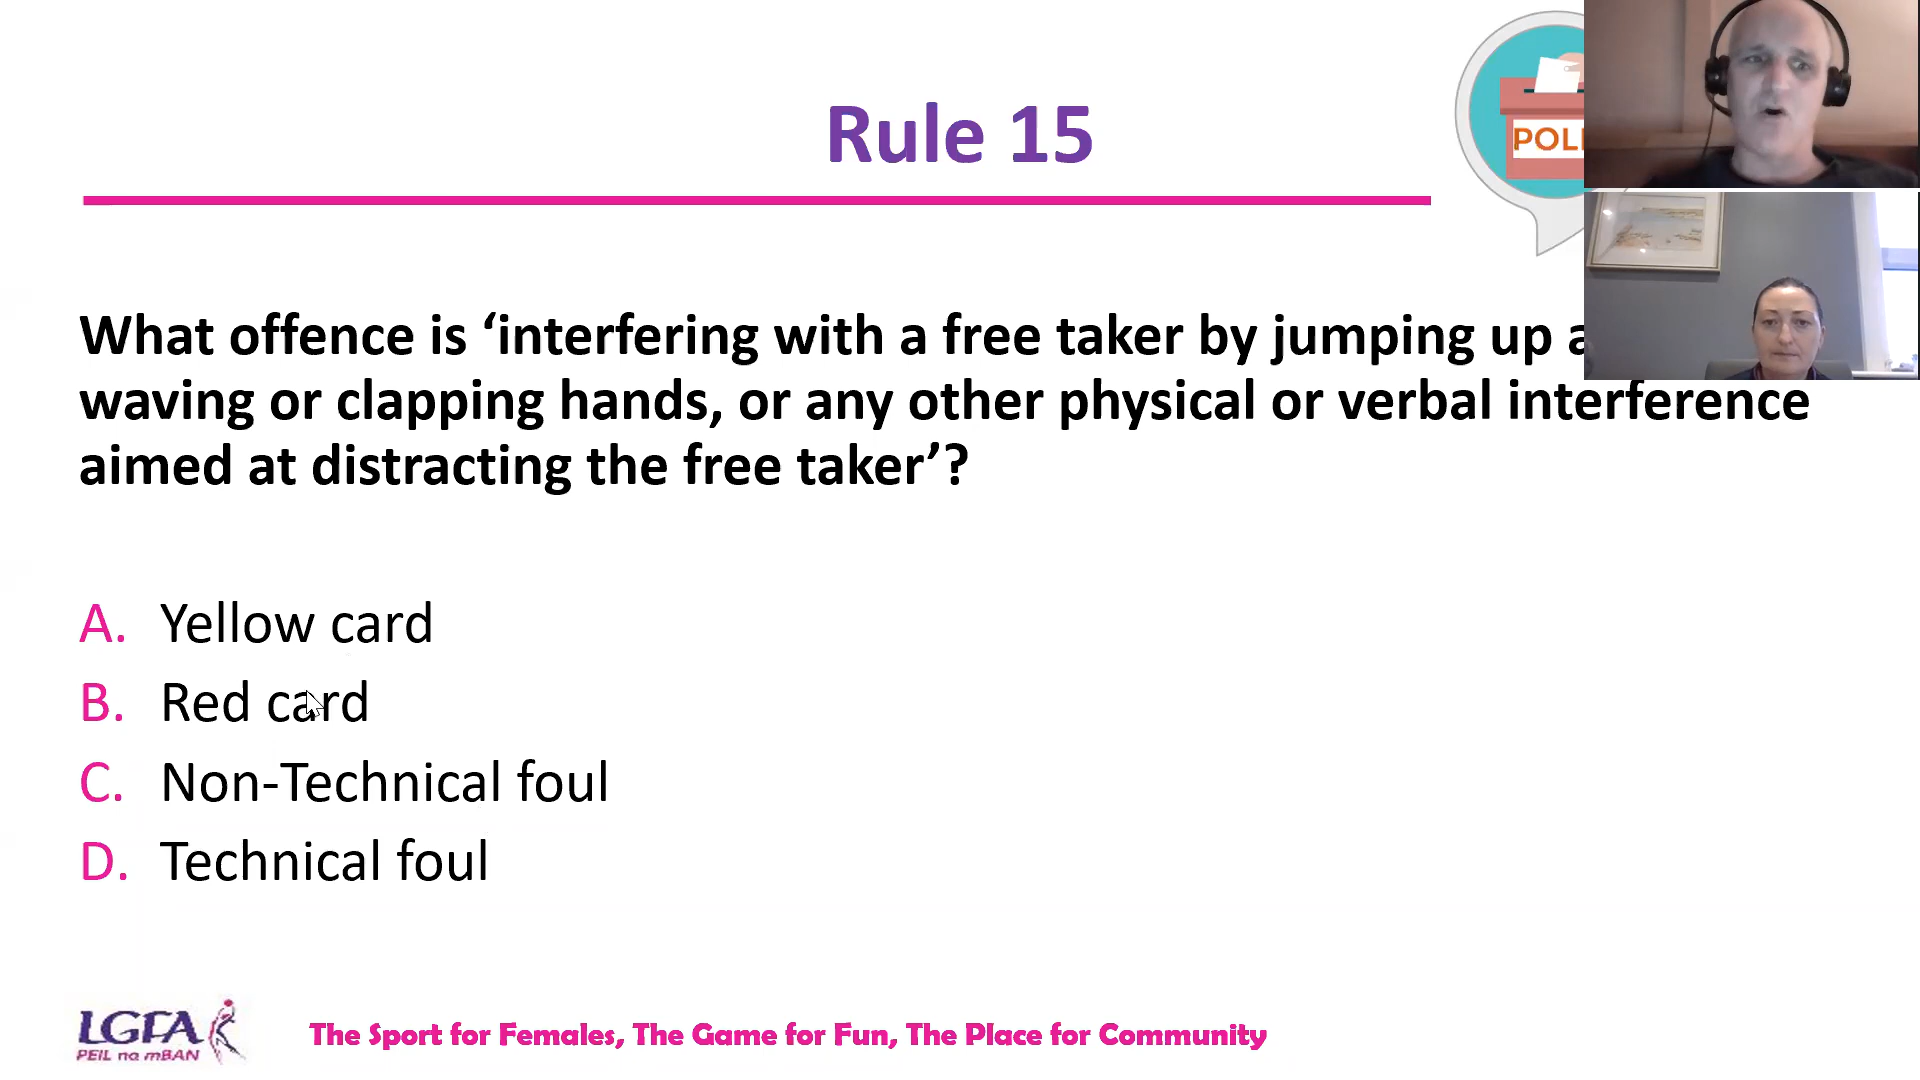 Rule 15
POLL
What offence is ‘interfering with a free taker by jumping up
waving or clapping hands, or any other physical or verbal interference
aimed at distracting the free taker’?
A. Yellow card
B. Red card
C. Non-Technical foul
D. Technical foul
LGFA
PEIL na mBAN
The Sport for Females, The Game for Fun, The Place for Community